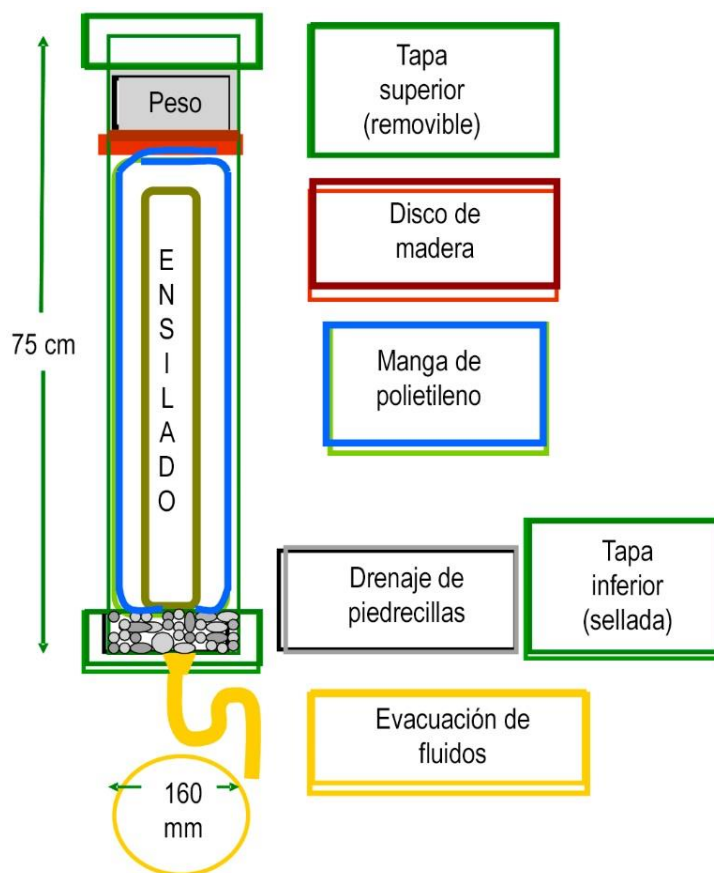 Peso
Tapa
superior
(removible)
Disco de
madera
E
N
S
I
L
A
D
O
75 cm
Manga de
polietileno
Drenaje de
piedrecillas
Tapa
inferior
(sellada)
Evacuación de
fluidos
160
mm